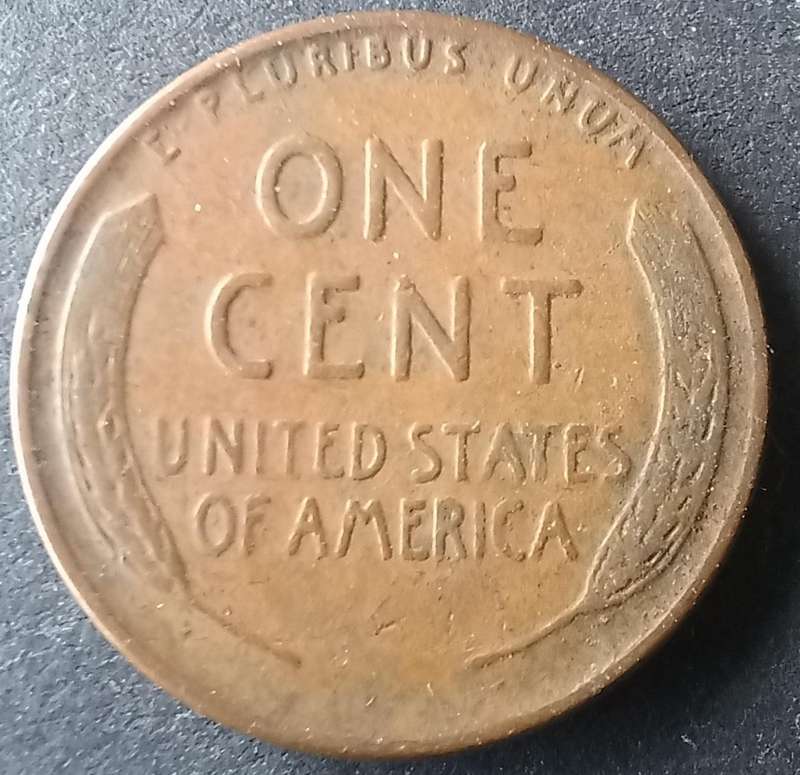 E PLURIBUS UNUM
ONE
CENT
UNITED STATES
OF AMERICA